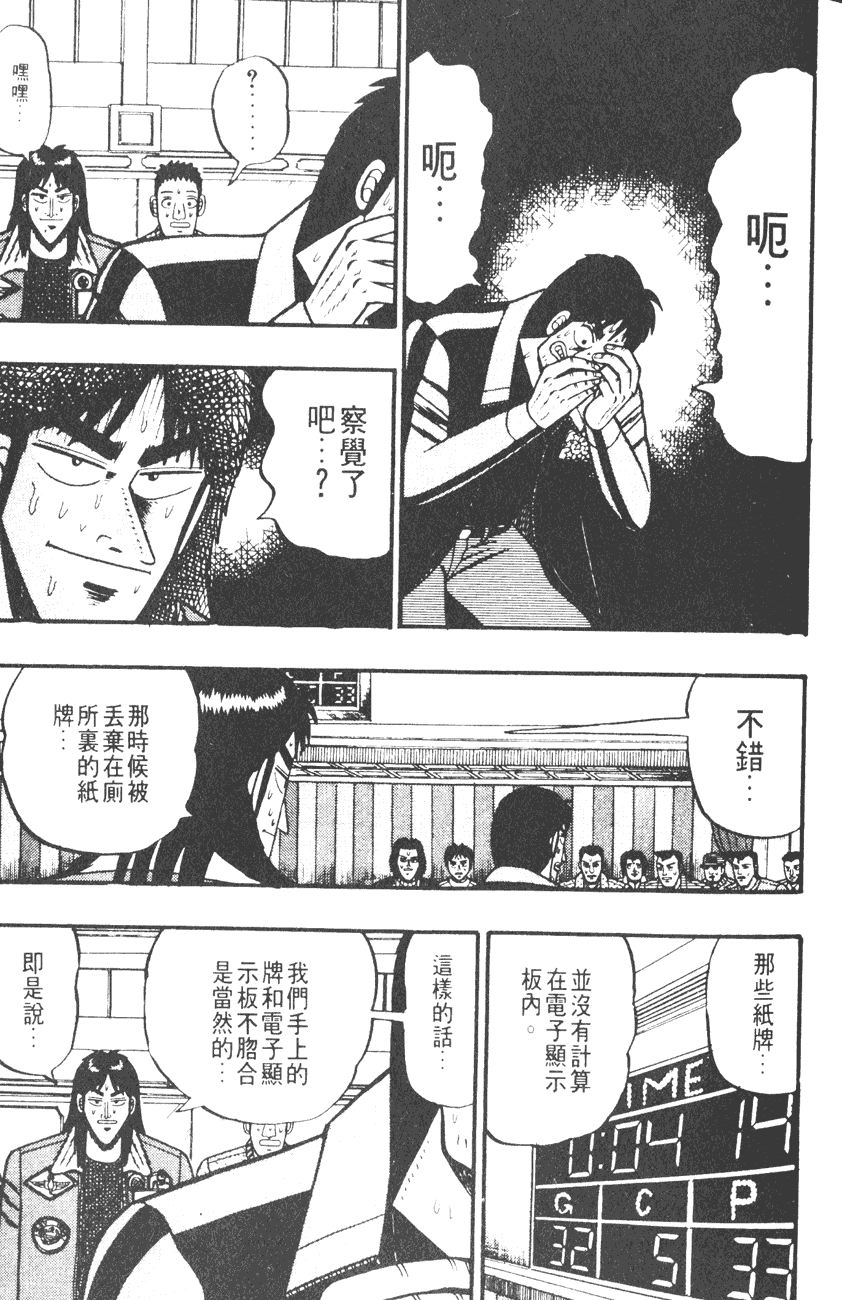 呃…
呃…
？……
嘿嘿…
察覺了
吧…？
不錯…
那時候被
丟棄在廁
所裏的紙
牌…
那些紙牌…
並沒有計算
在電子顯示
板內。
IME
0:04 14
G C P
32 5 33
這樣的話…
我們手上的
牌和電子顯
示板不脗合
是當然的…
即是說…